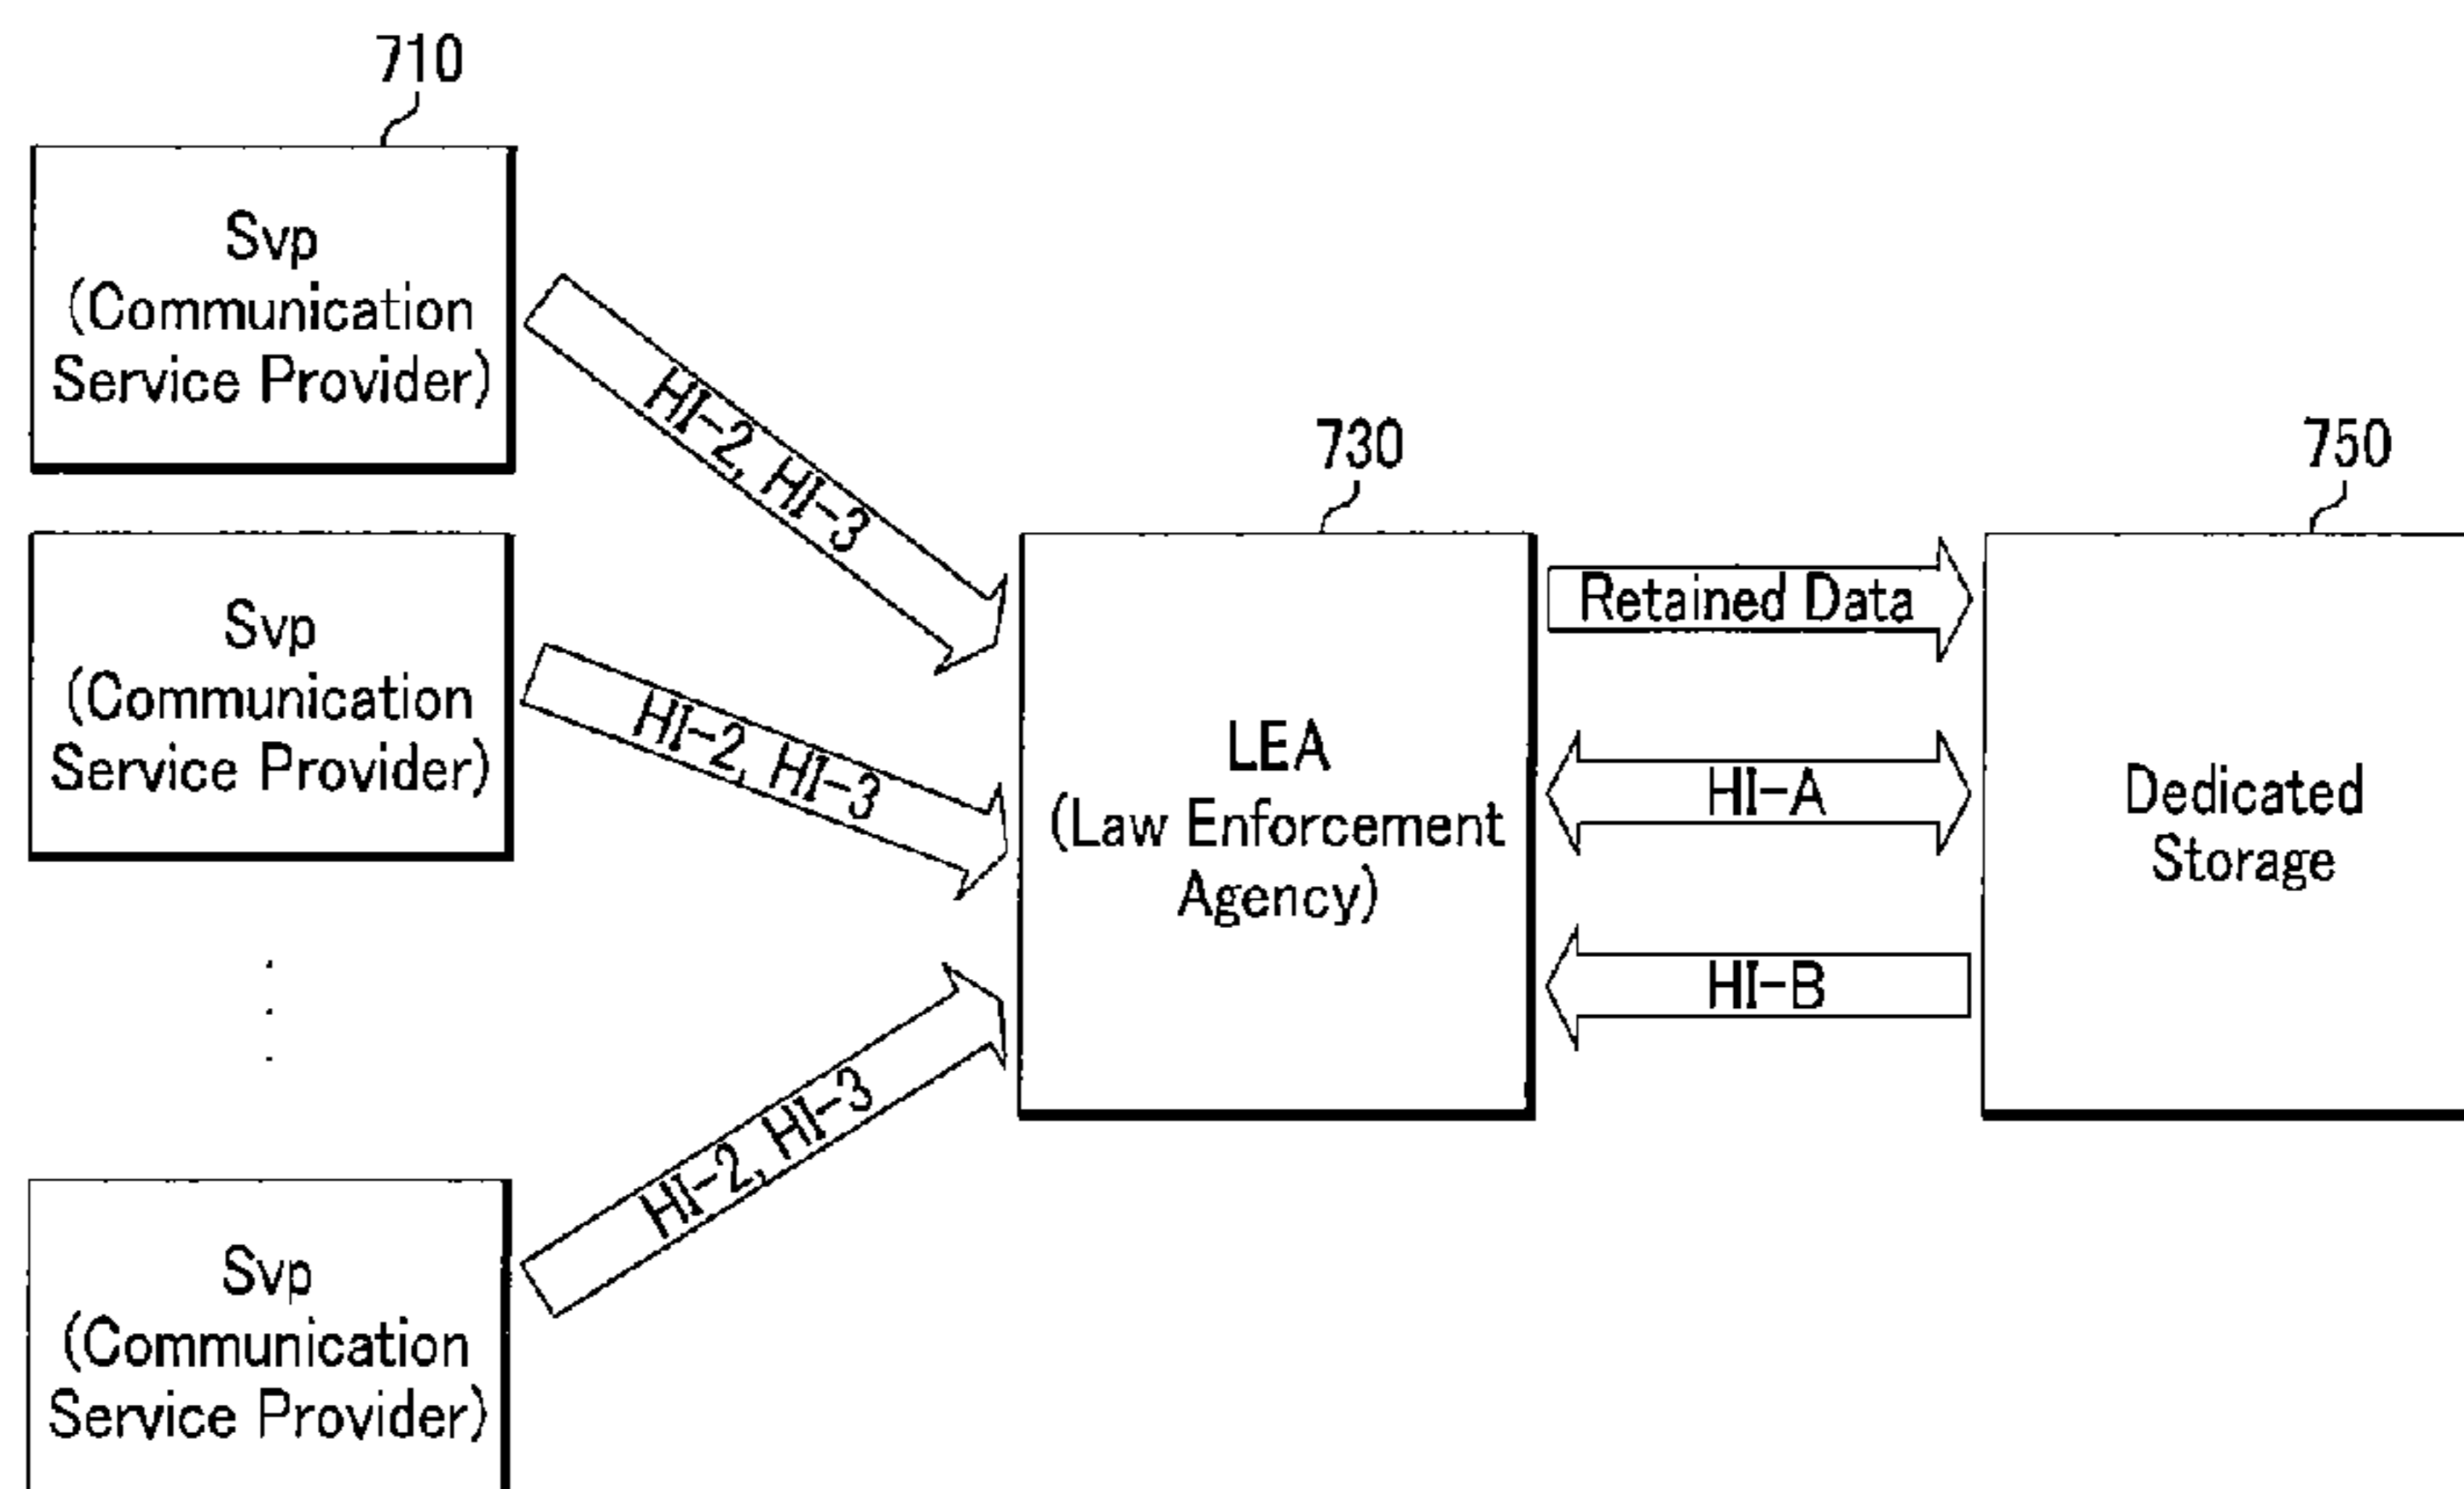 710
Svp
(Communication
Service Provider)
HI-2, HI-3
Svp
(Communication
Service Provider)
HI-2, HI-3
Svp
(Communication
Service Provider)
HI-2, HI-3
730
LEA
(Law Enforcement
Agency)
Retained Data
HI-A
HI-B
750
Dedicated
Storage